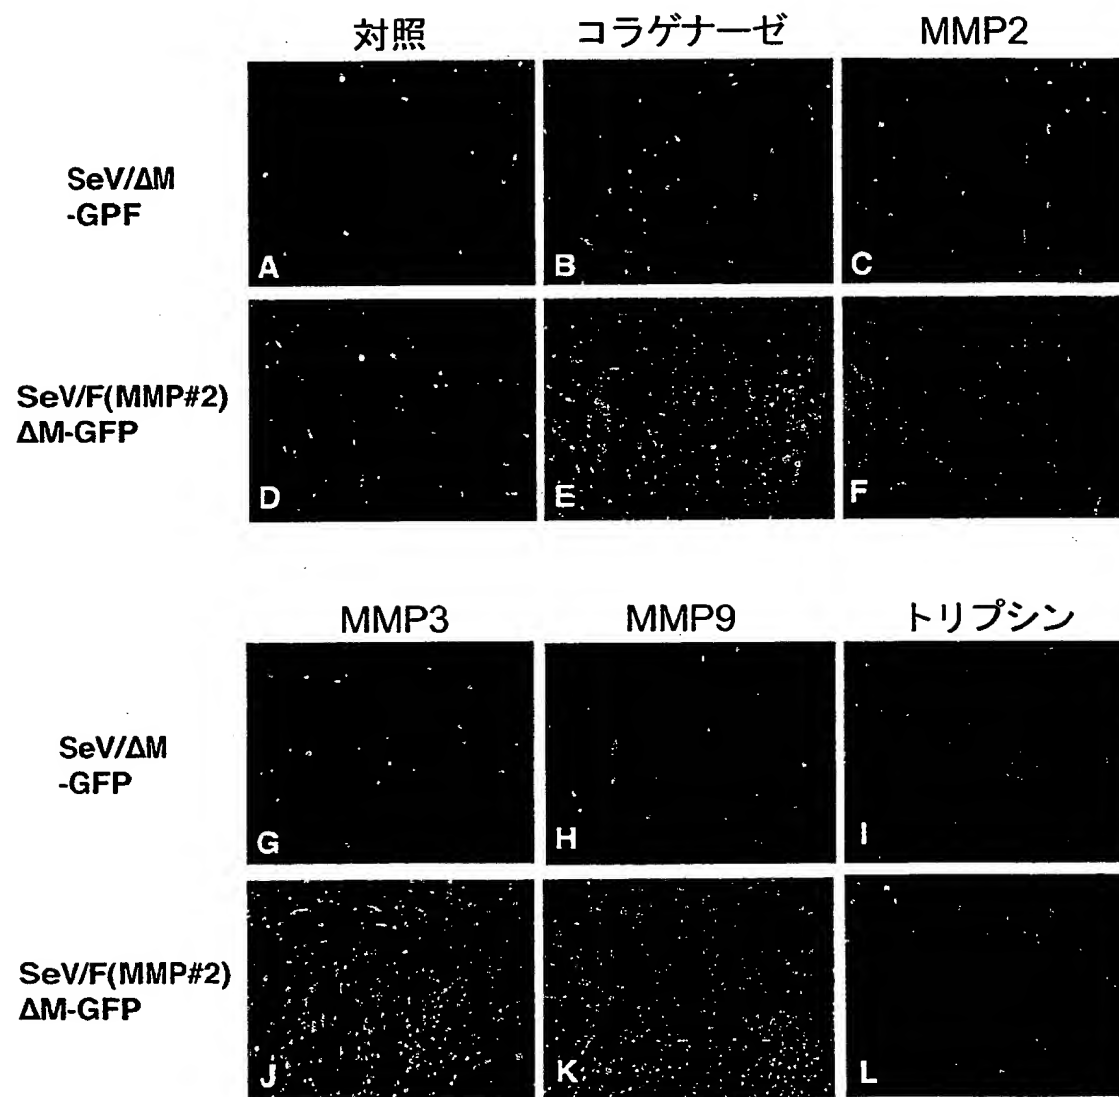 対照 コラゲナーゼ MMP2
SeV/ΔM
-GPF
A B C
SeV/F(MMP#2)
ΔM-GFP
D E F
MMP3 MMP9 トリプシン
SeV/ΔM
-GFP
G H I
SeV/F(MMP#2)
ΔM-GFP
J K L